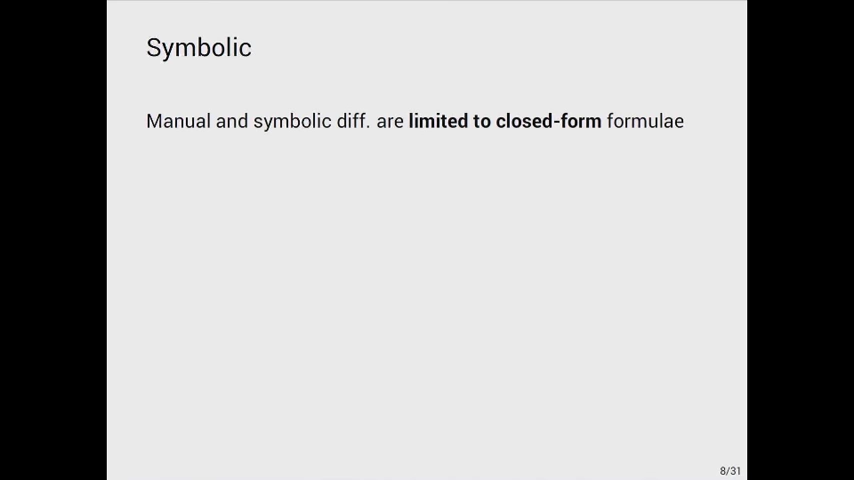 Symbolic
Manual and symbolic diff. are limited to closed-form formulae
8/31